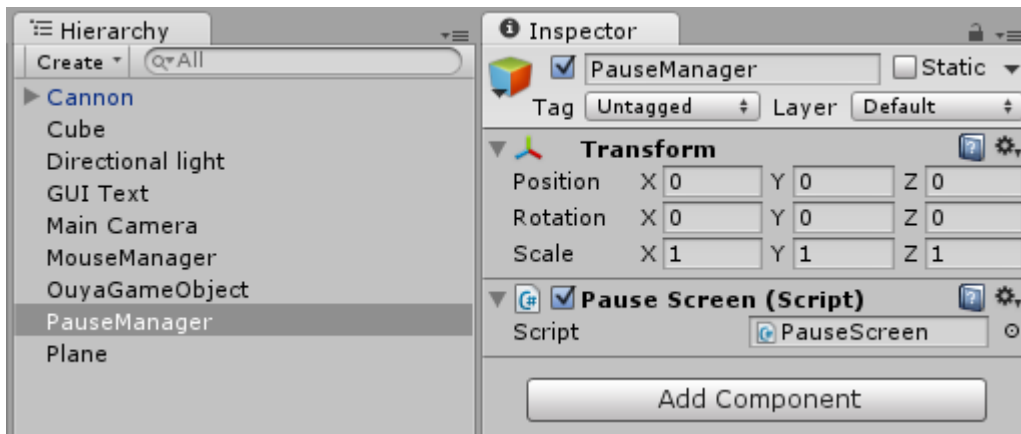 Hierarchy
Create
All
Cannon
Cube
Directional light
GUI Text
Main Camera
MouseManager
OuyaGameObject
PauseManager
Plane
Inspector
PauseManager Static
Tag Untagged Layer Default
Transform
Position X 0 Y 0 Z 0
Rotation X 0 Y 0 Z 0
Scale X 1 Y 1 Z 1
C# Pause Screen (Script)
Script PauseScreen
Add Component